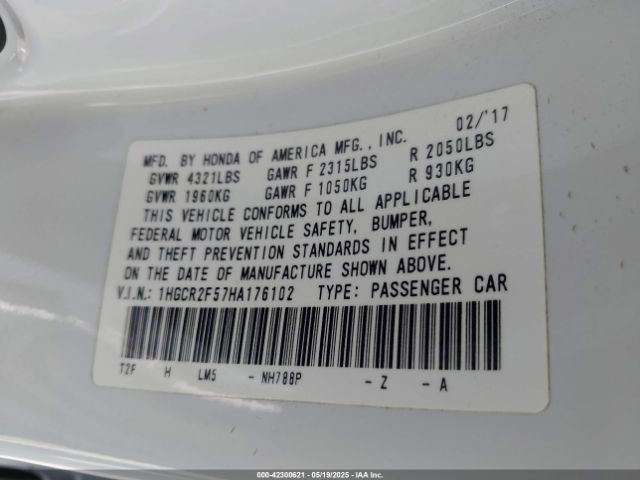 MFD. BY HONDA OF AMERICA MFG., INC. 02/'17
GVWR 4321LBS GAWR F 2315LBS R 2050LBS
GVWR 1960KG GAWR F 1050KG R 930KG
THIS VEHICLE CONFORMS TO ALL APPLICABLE
FEDERAL MOTOR VEHICLE SAFETY, BUMPER,
AND THEFT PREVENTION STANDARDS IN EFFECT
ON THE DATE OF MANUFACTURE SHOWN ABOVE.
V.I.N.: 1HGCR2F57HA176102 TYPE: PASSENGER CAR
T2F H LM5 - NH788P - Z - A
000-42300621 - 05/19/2025 - IAA Inc.